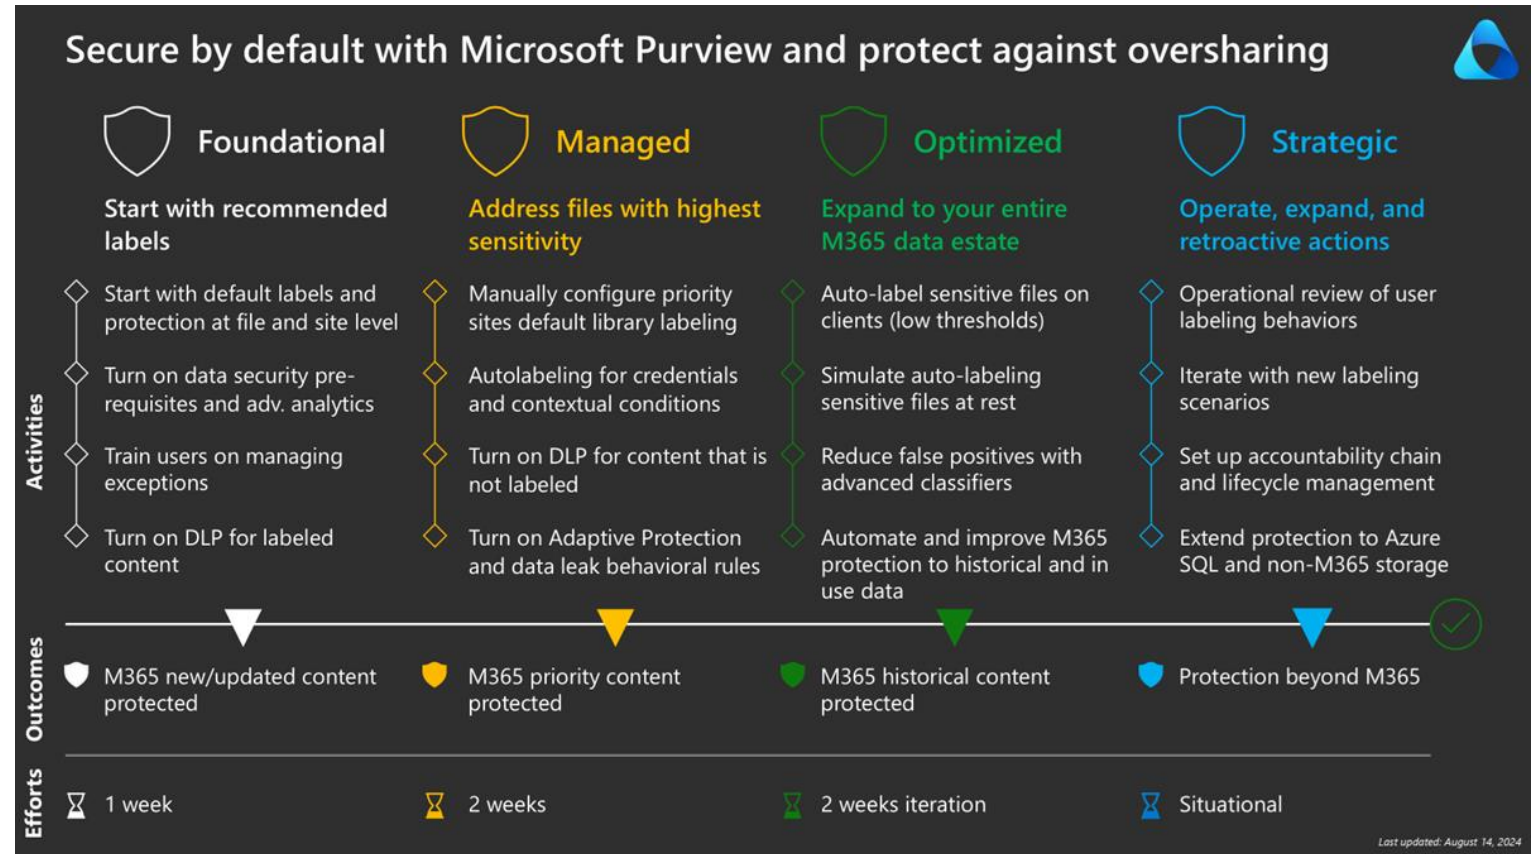 Secure by default with Microsoft Purview and protect against oversharing
Foundational
Start with recommended
labels
Managed
Address files with highest
sensitivity
Optimized
Expand to your entire
M365 data estate
Strategic
Operate, expand, and
retroactive actions
Activities
Start with default labels and
protection at file and site level
Turn on data security pre-
requisites and adv. analytics
Train users on managing
exceptions
Turn on DLP for labeled
content
Manually configure priority
sites default library labeling
Autolabeling for credentials
and contextual conditions
Turn on DLP for content that is
not labeled
Turn on Adaptive Protection
and data leak behavioral rules
Auto-label sensitive files on
clients (low thresholds)
Simulate auto-labeling
sensitive files at rest
Reduce false positives with
advanced classifiers
Automate and improve M365
protection to historical and in
use data
Operational review of user
labeling behaviors
Iterate with new labeling
scenarios
Set up accountability chain
and lifecycle management
Extend protection to Azure
SQL and non-M365 storage
Outcomes
M365 new/updated content
protected
M365 priority content
protected
M365 historical content
protected
Protection beyond M365
Efforts
1 week
2 weeks
2 weeks iteration
Situational
Last updated: August 14, 2024